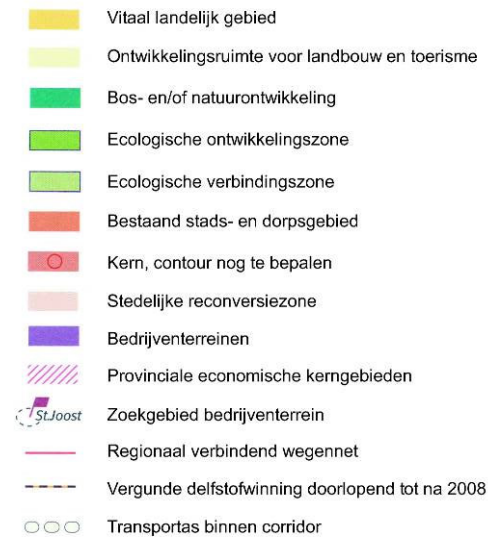 Vitaal landelijk gebied
Ontwikkelingsruimte voor landbouw en toerisme
Bos- en/of natuurontwikkeling
Ecologische ontwikkelingszone
Ecologische verbindingszone
Bestaand stads- en dorpsgebied
Kern, contour nog te bepalen
Stedelijke reconversiezone
Bedrijventerreinen
Provinciale economische kerngebieden
St.Joost Zoekgebied bedrijventerrein
Regionaal verbindend wegennet
Vergunde delfstofwinning doorlopend tot na 2008
Transportas binnen corridor